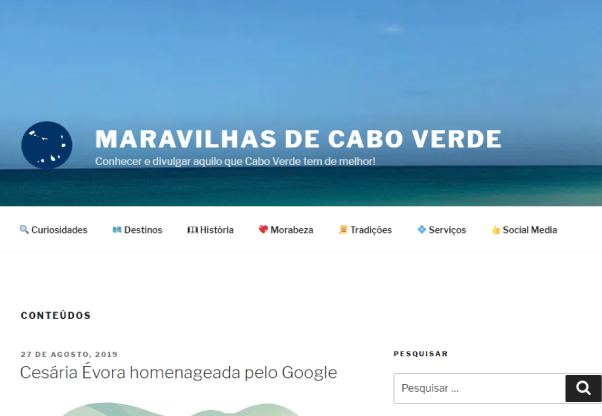 MARAVILHAS DE CABO VERDE
Conhecer e divulgar aquilo que Cabo Verde tem de melhor!
Curiosidades Destinos História Morabeza Tradições Serviços Social Media
CONTEÚDOS
27 DE AGOSTO, 2019
Cesária Évora homenageada pelo Google
PESQUISAR
Pesquisar …